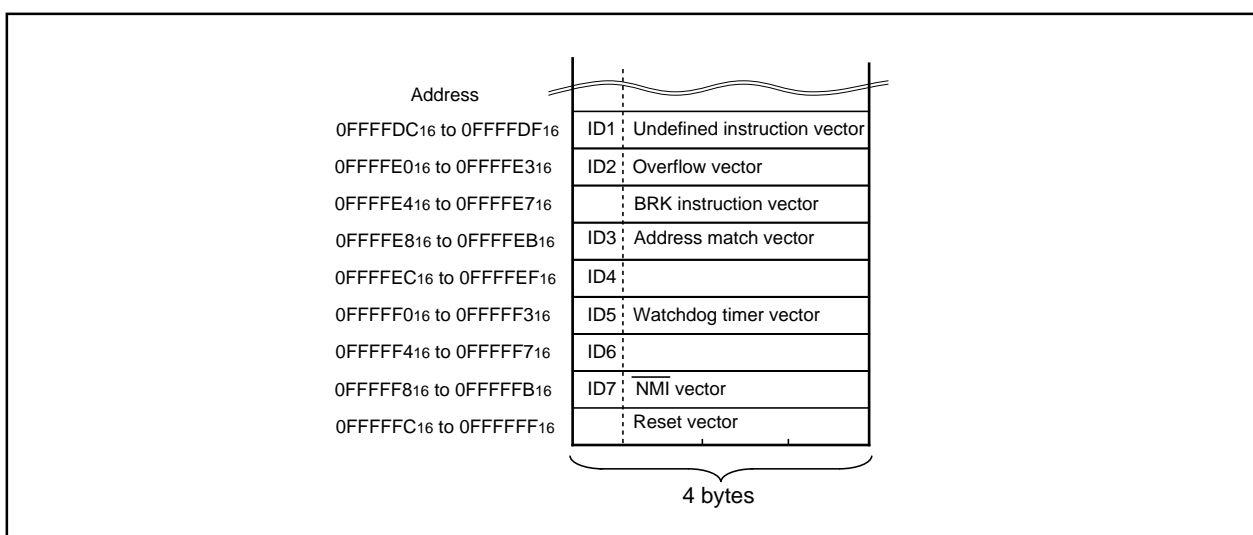 Address
0FFFFDC16 to 0FFFFDF16 ID1 Undefined instruction vector
0FFFFE016 to 0FFFFE316 ID2 Overflow vector
0FFFFE416 to 0FFFFE716 BRK instruction vector
0FFFFE816 to 0FFFFEB16 ID3 Address match vector
0FFFFEC16 to 0FFFFEF16 ID4
0FFFFF016 to 0FFFFF316 ID5 Watchdog timer vector
0FFFFF416 to 0FFFFF716 ID6
0FFFFF816 to 0FFFFFB16 ID7 NMI vector
0FFFFFC16 to 0FFFFFF16 Reset vector
4 bytes